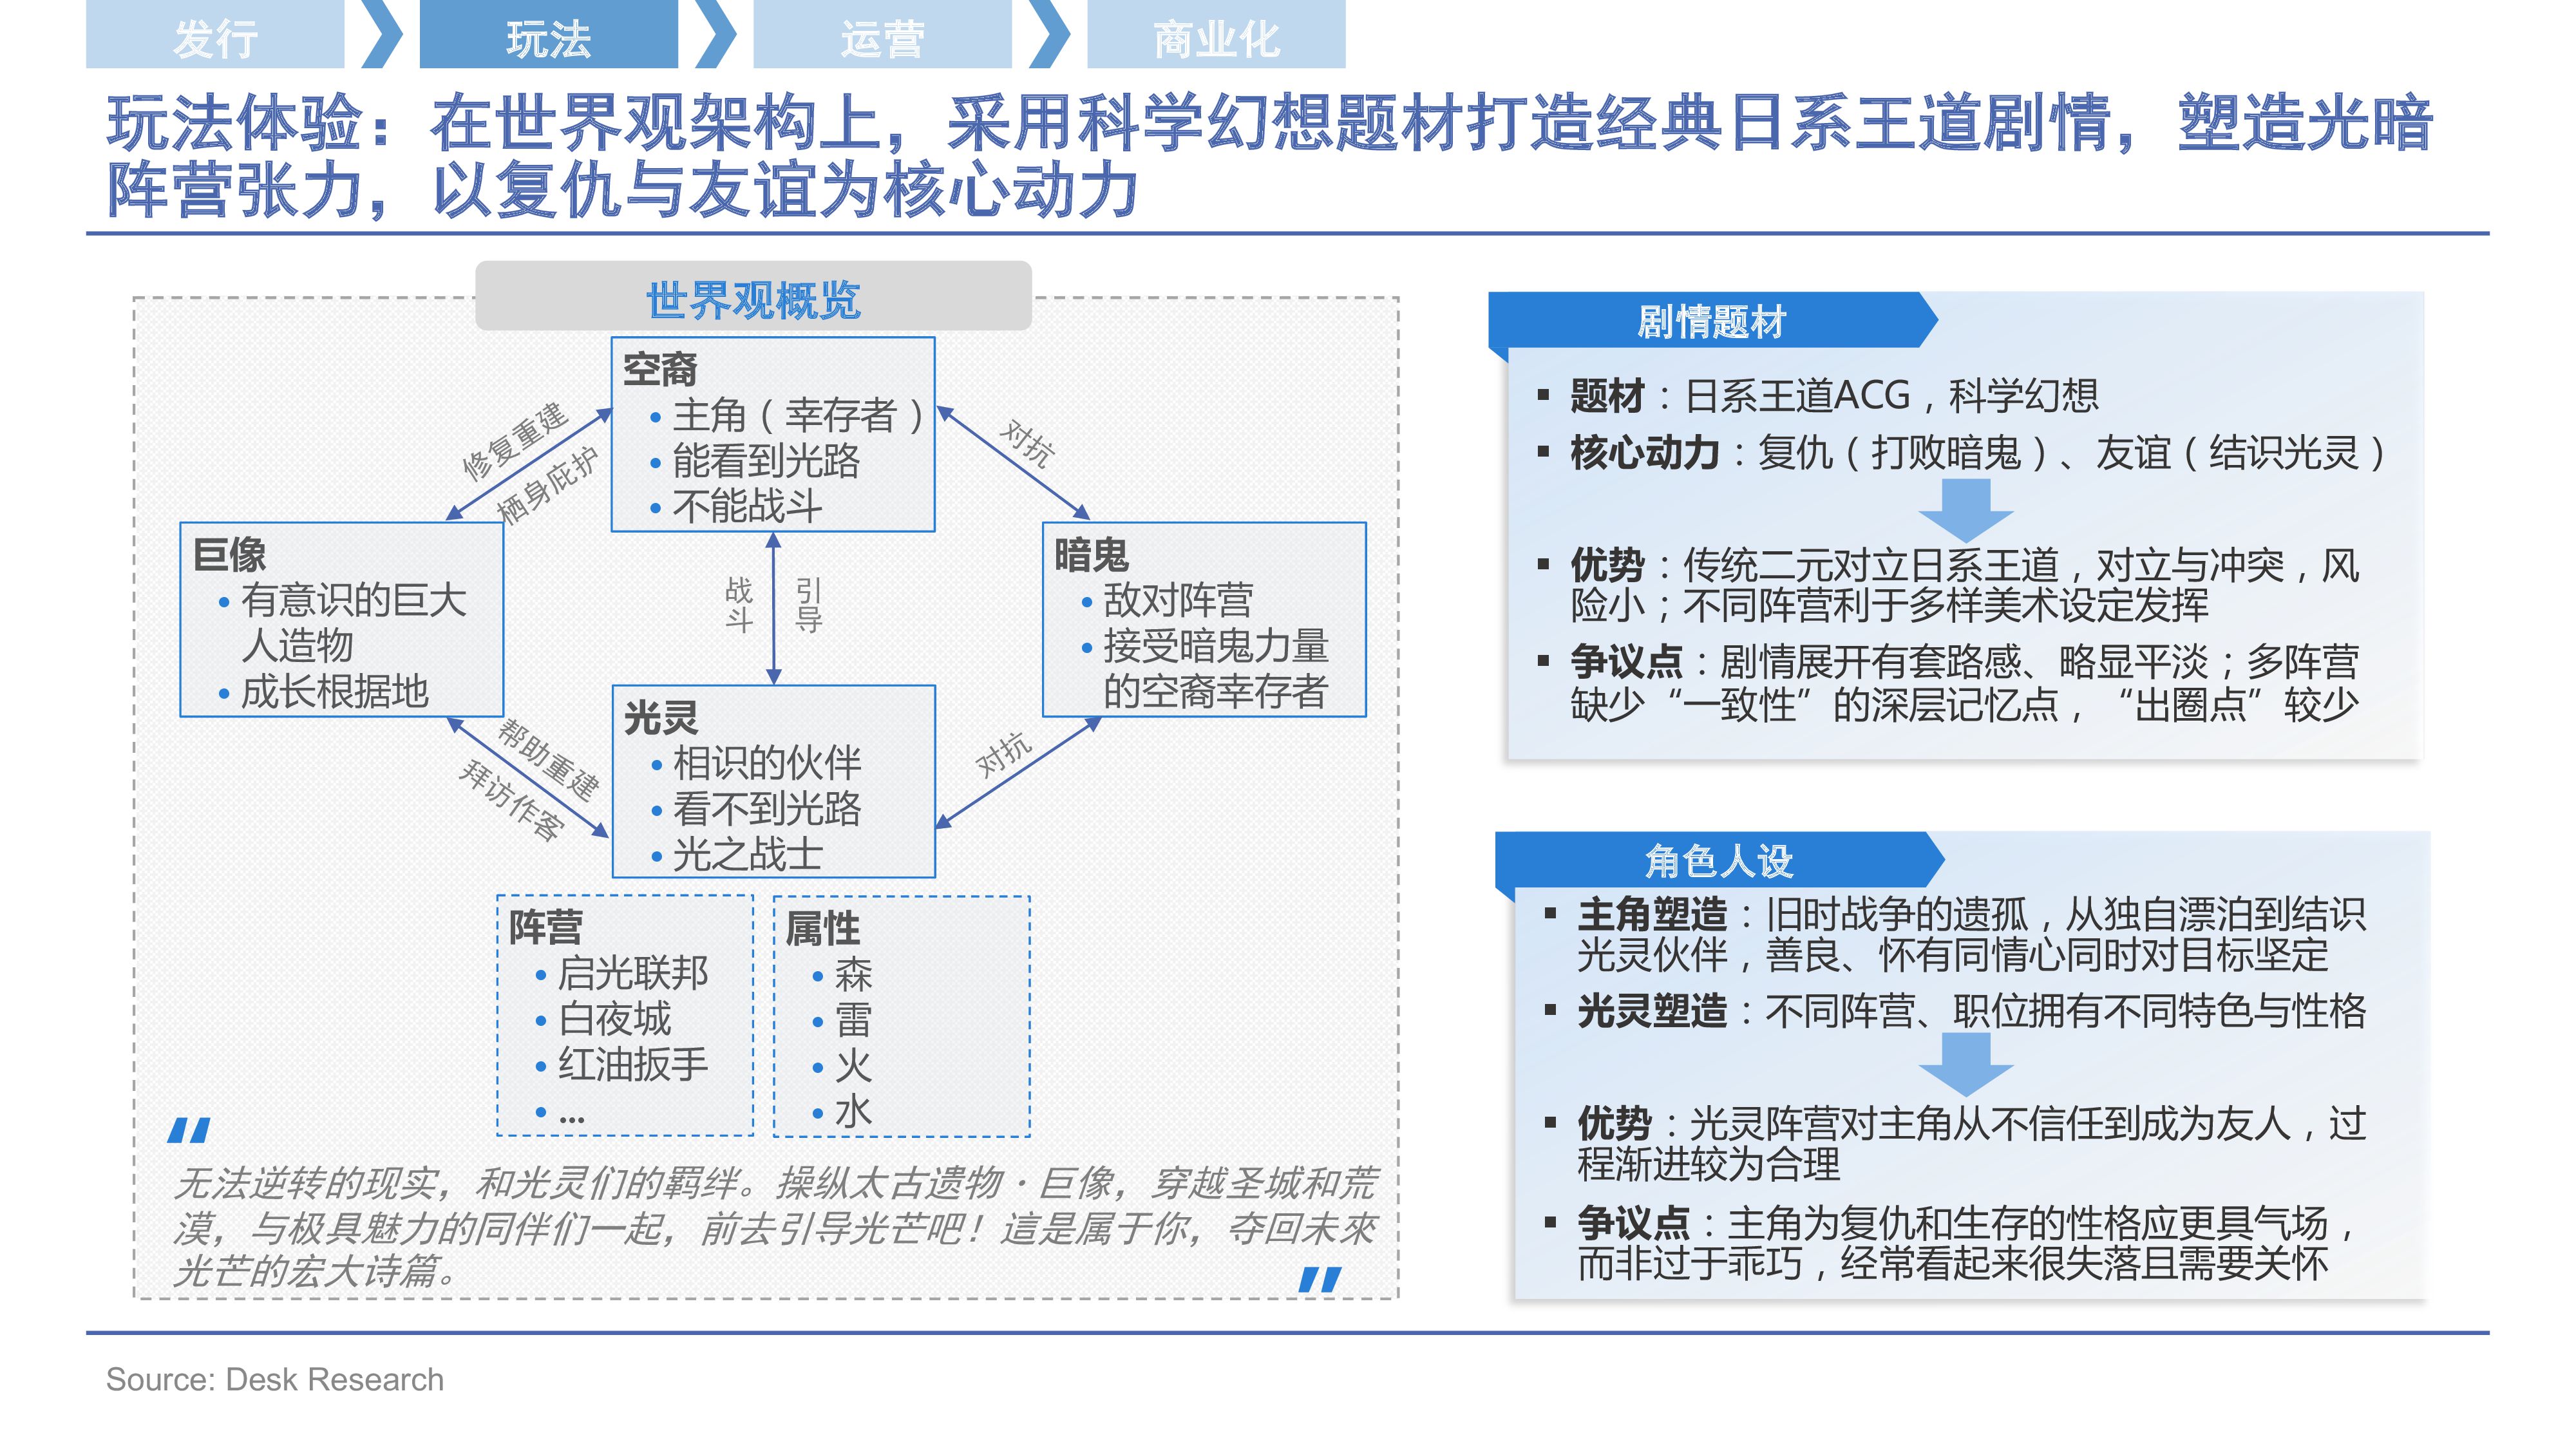 发行
玩法
运营
商业化
玩法体验：在世界观架构上，采用科学幻想题材打造经典日系王道剧情，塑造光暗
阵营张力，以复仇与友谊为核心动力
世界观概览
空裔
• 主角（幸存者）
• 能看到光路
• 不能战斗
修复重建
栖身庇护
对抗
巨像
• 有意识的巨大
人造物
• 成长根据地
战斗
引导
暗鬼
• 敌对阵营
• 接受暗鬼力量
的空裔幸存者
光灵
• 相识的伙伴
• 看不到光路
• 光之战士
帮助重建
拜访作客
对抗
阵营
• 启光联邦
• 白夜城
• 红油扳手
• ...
属性
• 森
• 雷
• 火
• 水
“
无法逆转的现实，和光灵们的羁绊。操纵太古遗物·巨像，穿越圣城和荒
漠，与极具魅力的同伴们一起，前去引导光芒吧！這是属于你，夺回未來
光芒的宏大诗篇。
”
剧情题材
▪ 题材：日系王道ACG，科学幻想
▪ 核心动力：复仇（打败暗鬼）、友谊（结识光灵）
▪ 优势：传统二元对立日系王道，对立与冲突，风
险小；不同阵营利于多样美术设定发挥
▪ 争议点：剧情展开有套路感、略显平淡；多阵营
缺少“一致性”的深层记忆点，“出圈点”较少
角色人设
▪ 主角塑造：旧时战争的遗孤，从独自漂泊到结识
光灵伙伴，善良、怀有同情心同时对目标坚定
▪ 光灵塑造：不同阵营、职位拥有不同特色与性格
▪ 优势：光灵阵营对主角从不信任到成为友人，过
程渐进较为合理
▪ 争议点：主角为复仇和生存的性格应更具气场，
而非过于乖巧，经常看起来很失落且需要关怀
Source: Desk Research